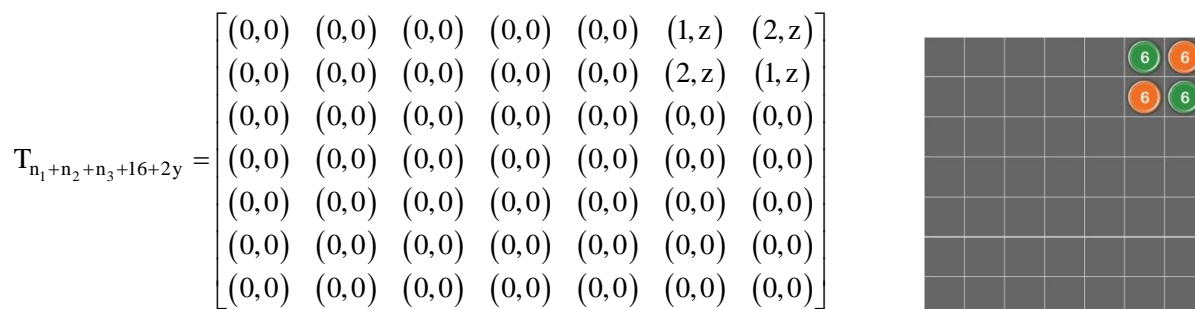 (0,0) (0,0) (0,0) (0,0) (0,0) (1,z) (2,z)
(0,0) (0,0) (0,0) (0,0) (0,0) (2,z) (1,z)
(0,0) (0,0) (0,0) (0,0) (0,0) (0,0) (0,0)
T_{n_1+n_2+n_3+16+2y} = (0,0) (0,0) (0,0) (0,0) (0,0) (0,0) (0,0)
(0,0) (0,0) (0,0) (0,0) (0,0) (0,0) (0,0)
(0,0) (0,0) (0,0) (0,0) (0,0) (0,0) (0,0)
(0,0) (0,0) (0,0) (0,0) (0,0) (0,0) (0,0)
6 6
6 6